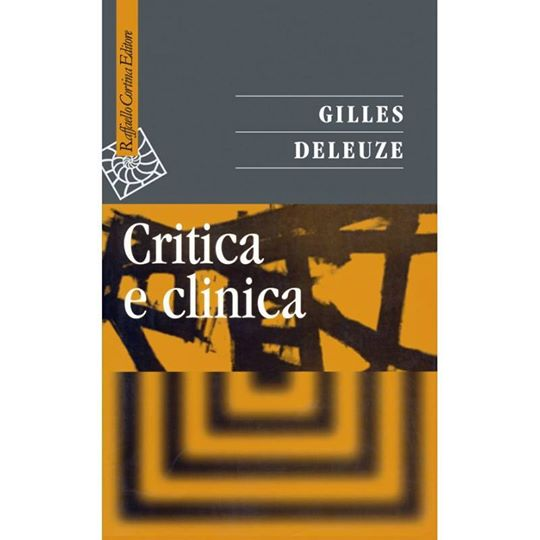 Raffaello Cortina Editore
GILLES
DELEUZE
Critica
e clinica